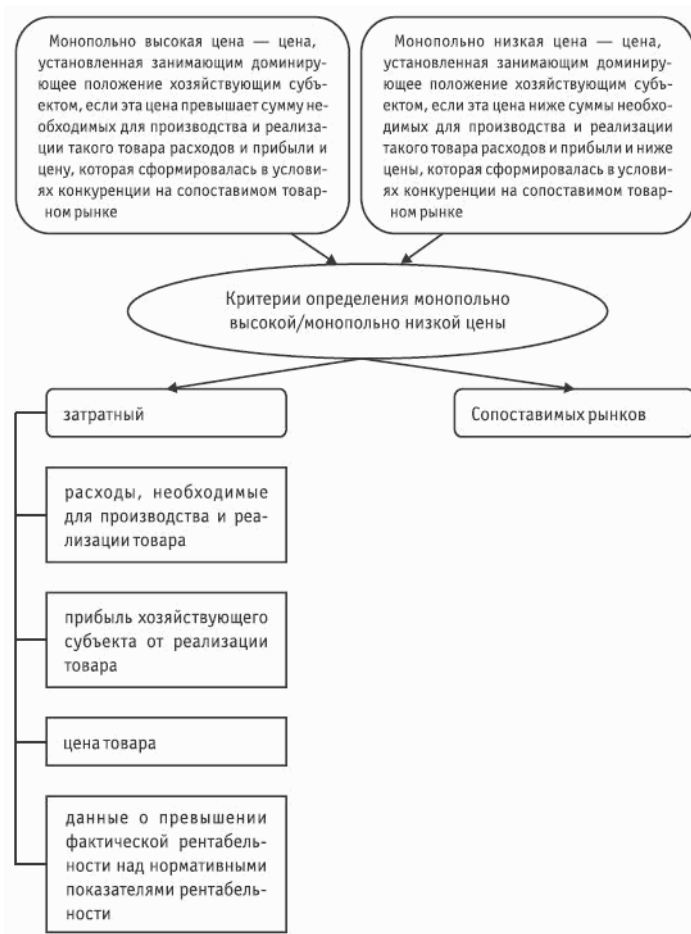 Монопольно высокая цена — цена,
установленная занимающим доминиру-
ющее положение хозяйствующим субъ-
ектом, если эта цена превышает сумму не-
обходимых для производства и реализа-
ции такого товара расходов и прибыли и
цену, которая сформировалась в услови-
ях конкуренции на сопоставимом товар-
ном рынке
Монопольно низкая цена — цена,
установленная занимающим доминиру-
ющее положение хозяйствующим субъ-
ектом, если эта цена ниже суммы необхо-
димых для производства и реализации
такого товара расходов и прибыли и ниже
цены, которая сформировалась в услови-
ях конкуренции на сопоставимом товар-
ном рынке
Критерии определения монопольно
высокой/монопольно низкой цены
затратный
Сопоставимых рынков
расходы, необходимые
для производства и реа-
лизации товара
прибыль хозяйствующего
субъекта от реализации
товара
цена товара
данные о превышении
фактической рентабель-
ности над нормативными
показателями рентабель-
ности